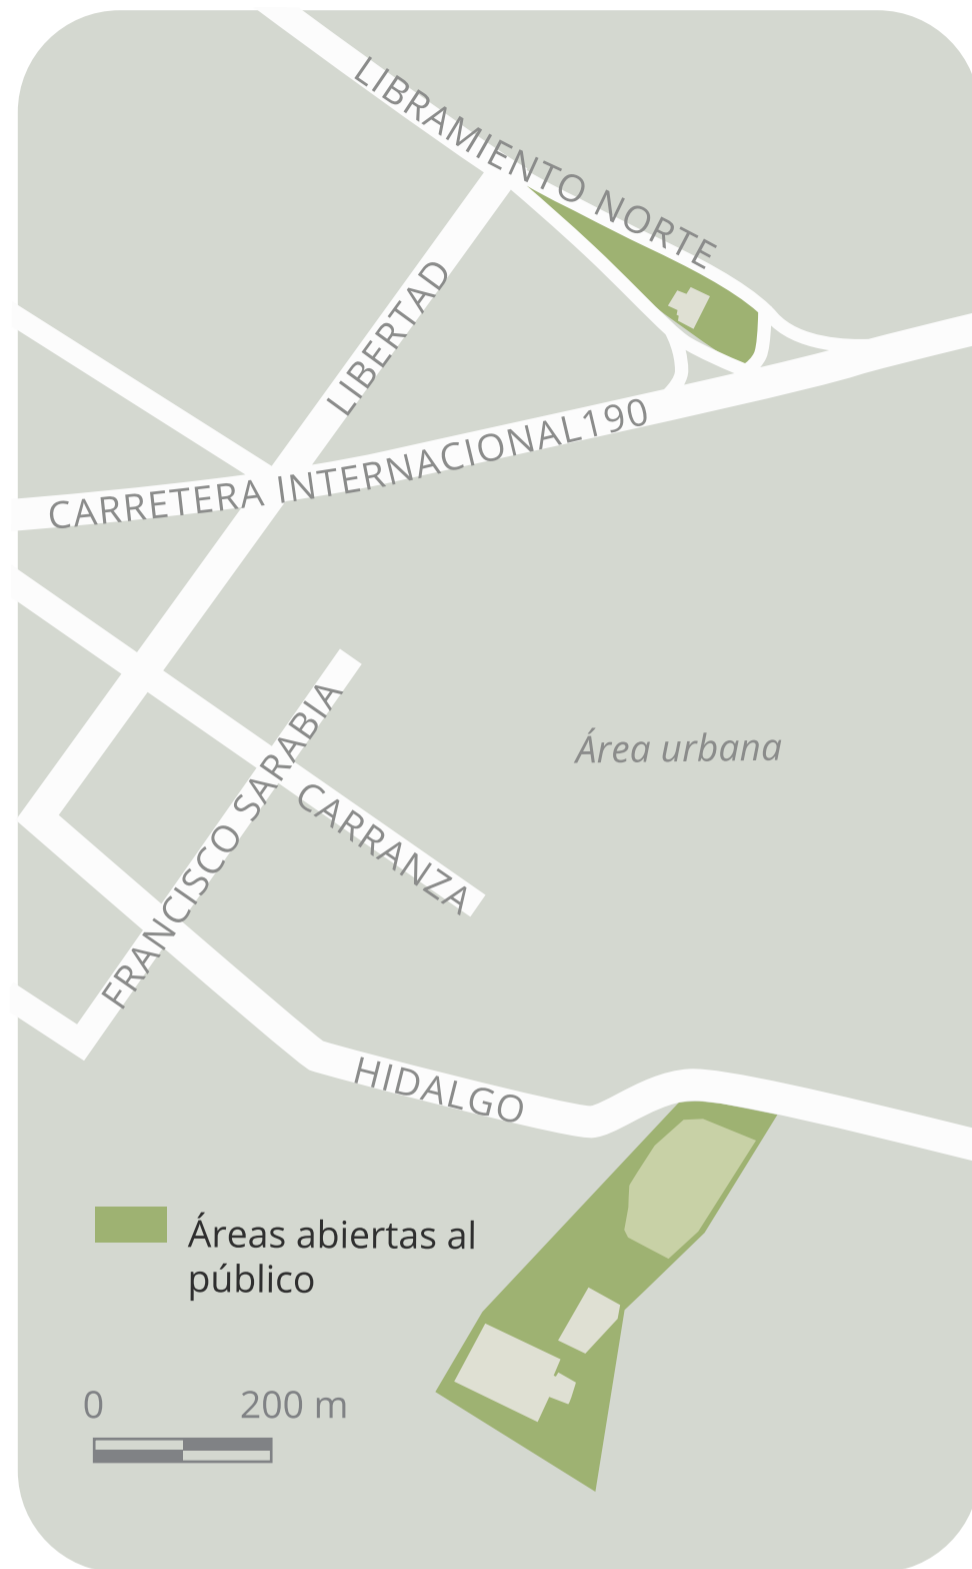 LIBRAMIENTO NORTE
LIBERTAD
CARRETERA INTERNACIONAL190
FRANCISCO SARABIA
Área urbana
CARRANZA
HIDALGO
Áreas abiertas al
público
0 200 m